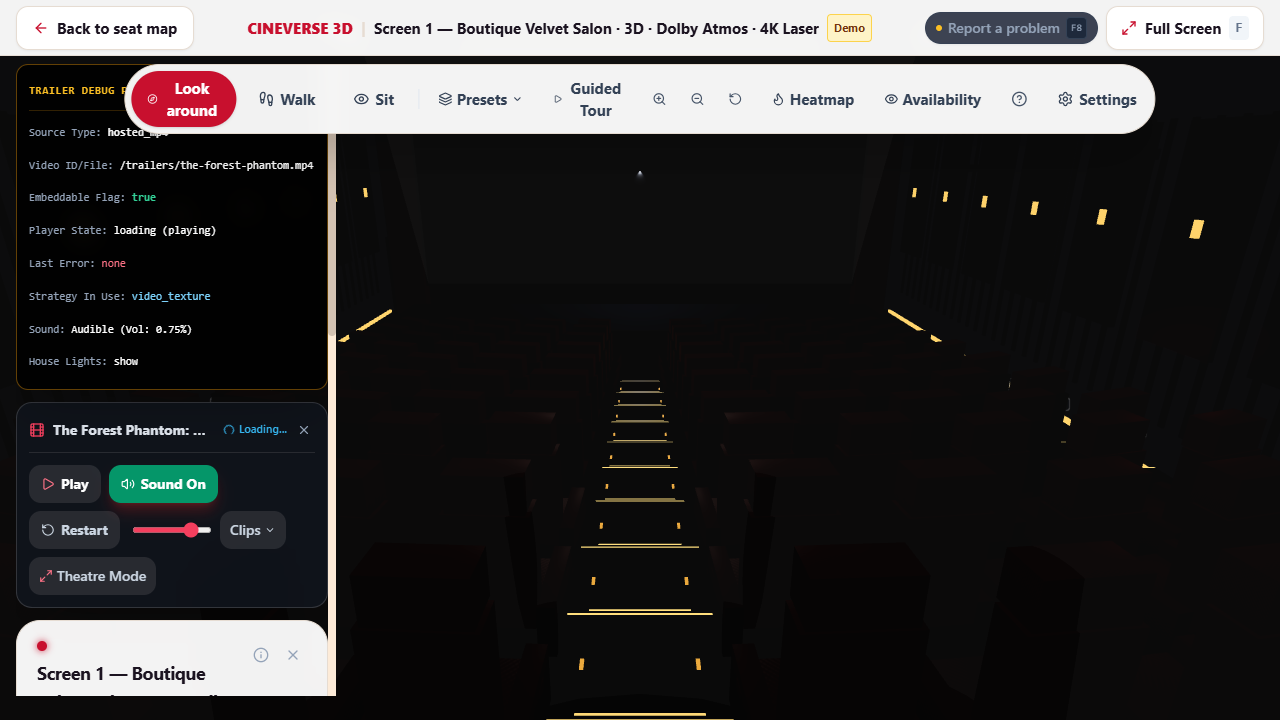 Back to seat map
CINEVERSE 3D | Screen 1 — Boutique Velvet Salon · 3D · Dolby Atmos · 4K Laser
Demo
Report a problem F8
Full Screen F
Look around
Walk
Sit
Presets
Guided Tour
Heatmap
Availability
Settings
TRAILER DEBUG
Source Type: hosted_mp4
Video ID/File: /trailers/the-forest-phantom.mp4
Embeddable Flag: true
Player State: loading (playing)
Last Error: none
Strategy In Use: video_texture
Sound: Audible (Vol: 0.75%)
House Lights: show
The Forest Phantom: ...
Loading...
Play
Sound On
Restart
Clips
Theatre Mode
Screen 1 — Boutique